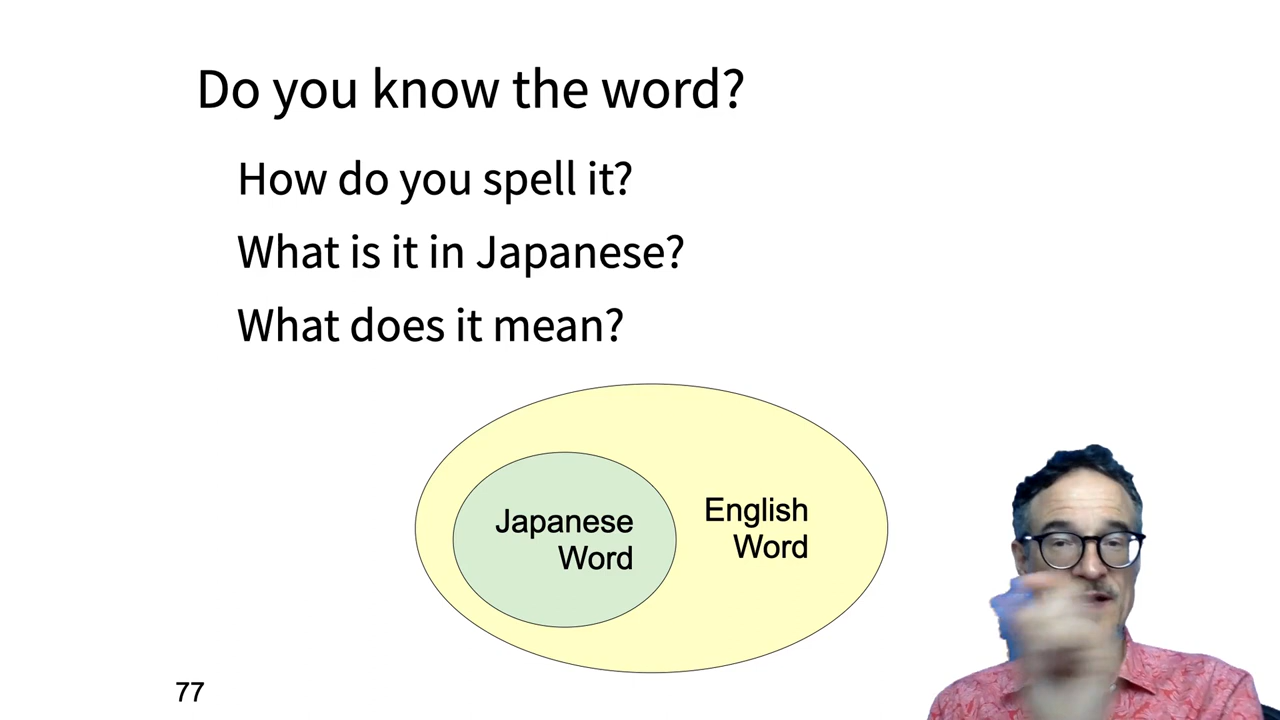 Do you know the word?
How do you spell it?
What is it in Japanese?
What does it mean?
Japanese
Word
English
Word
77